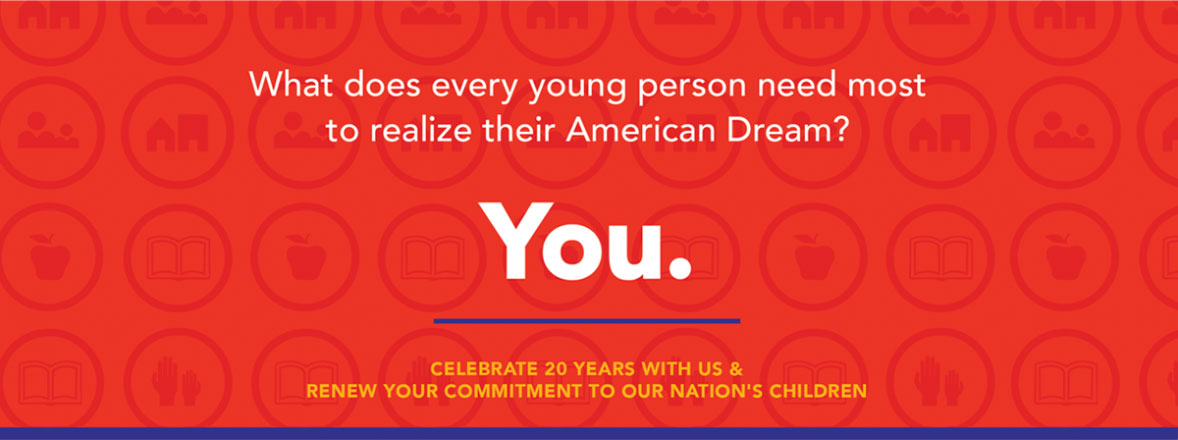 What does every young person need most
to realize their American Dream?
You.
CELEBRATE 20 YEARS WITH US &
RENEW YOUR COMMITMENT TO OUR NATION'S CHILDREN